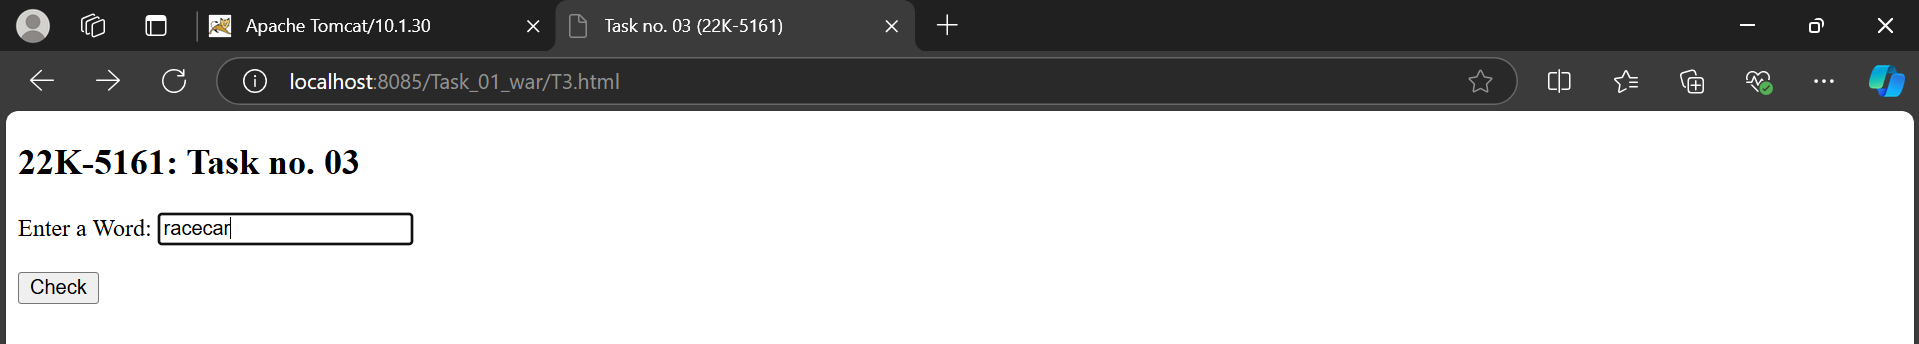 Apache Tomcat/10.1.30
Task no. 03 (22K-5161)
localhost:8085/Task_01_war/T3.html
22K-5161: Task no. 03
Enter a Word: racecar
Check